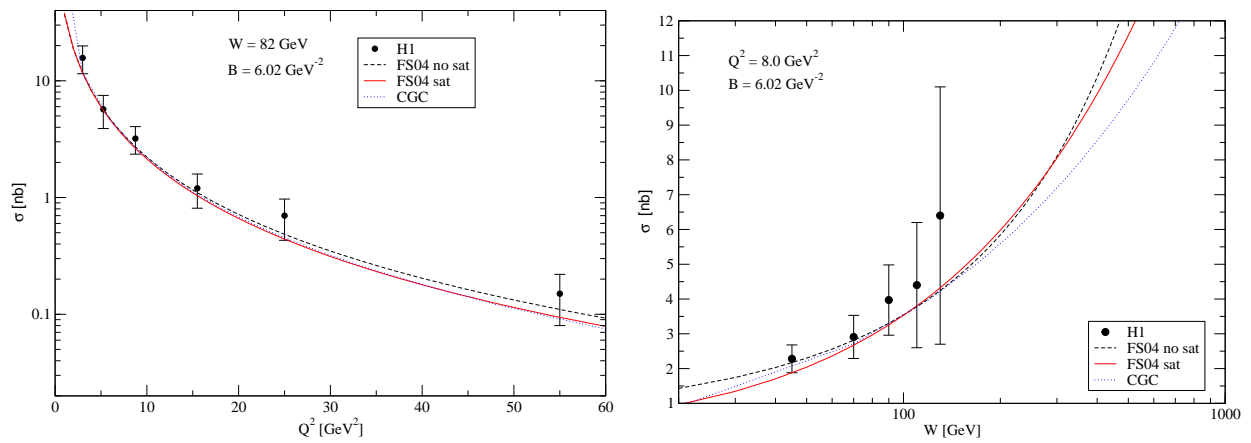 10
1
0.1
σ [nb]
0 10 20 30 40 50 60
Q² [GeV²]
W = 82 GeV
B = 6.02 GeV⁻²
H1
FS04 no sat
FS04 sat
CGC
12
11
10
9
8
7
6
5
4
3
2
1
σ [nb]
100 1000
W [GeV]
Q² = 8.0 GeV²
B = 6.02 GeV⁻²
H1
FS04 no sat
FS04 sat
CGC